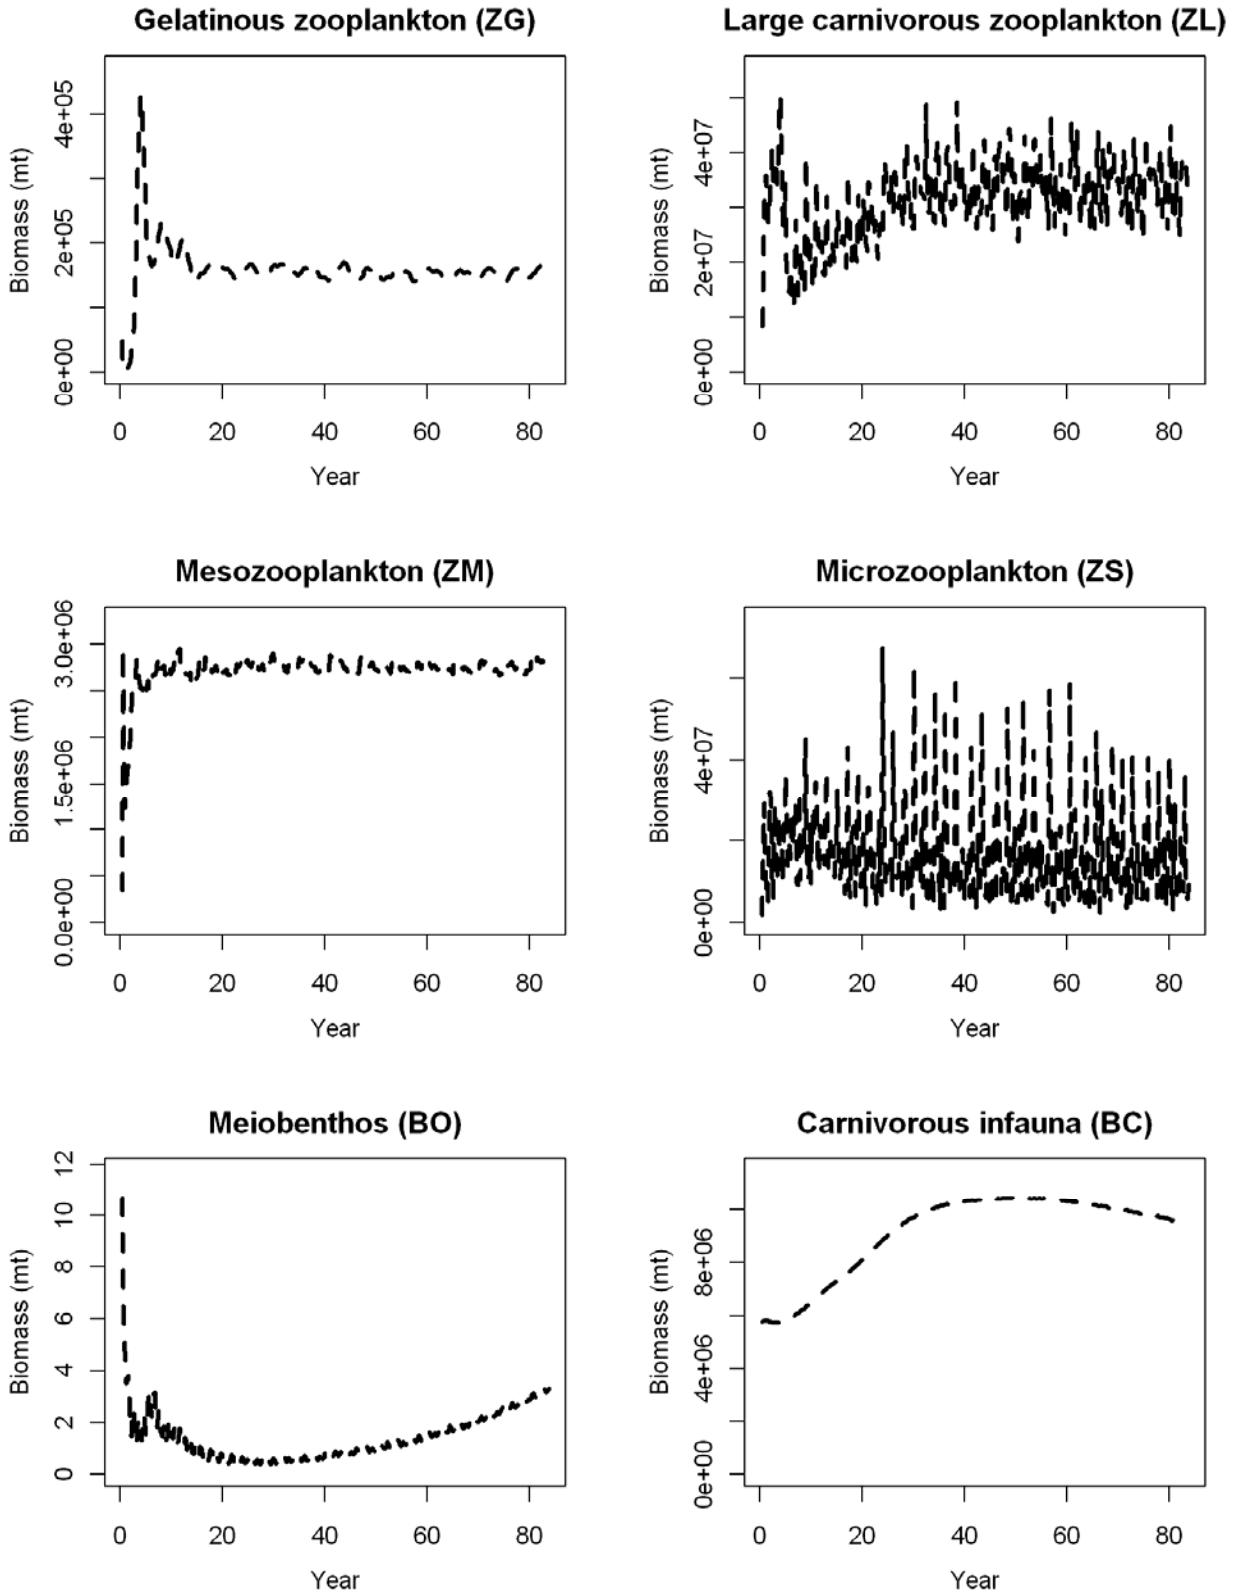 Gelatinous zooplankton (ZG)
Biomass (mt)
4e+05
2e+05
0e+00
0 20 40 60 80
Year
Large carnivorous zooplankton (ZL)
Biomass (mt)
4e+07
2e+07
0e+00
0 20 40 60 80
Year
Mesozooplankton (ZM)
Biomass (mt)
3.0e+06
1.5e+06
0.0e+00
0 20 40 60 80
Year
Microzooplankton (ZS)
Biomass (mt)
4e+07
0e+00
0 20 40 60 80
Year
Meiobenthos (BO)
Biomass (mt)
12
10
8
6
4
2
0
0 20 40 60 80
Year
Carnivorous infauna (BC)
Biomass (mt)
8e+06
4e+06
0e+00
0 20 40 60 80
Year